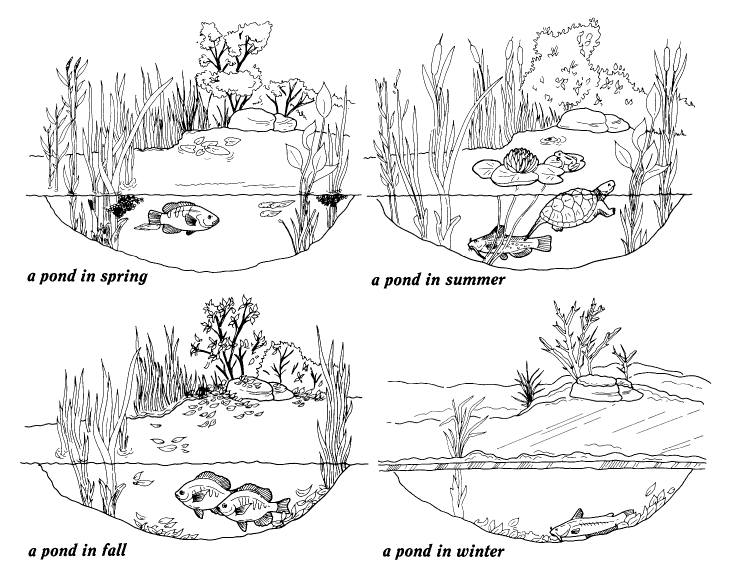 a pond in spring
a pond in summer
a pond in fall
a pond in winter